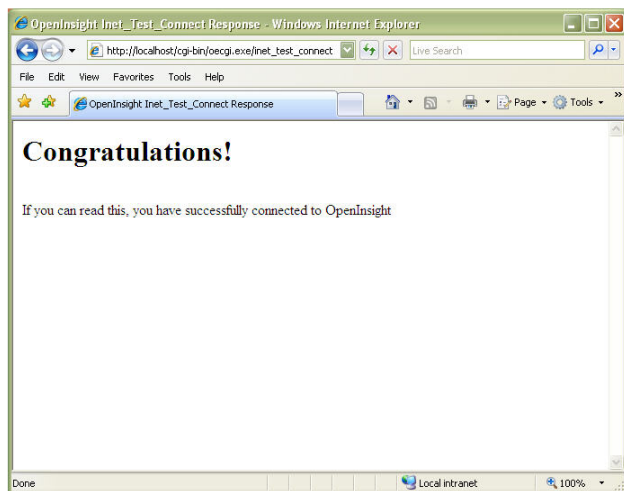 OpenInsight Inet_Test_Connect Response - Windows Internet Explorer
http://localhost/cgi-bin/oecgi.exe/inet_test_connect Live Search
File Edit View Favorites Tools Help
OpenInsight Inet_Test_Connect Response Page Tools »
Congratulations!
If you can read this, you have successfully connected to OpenInsight
Done Local intranet 100%